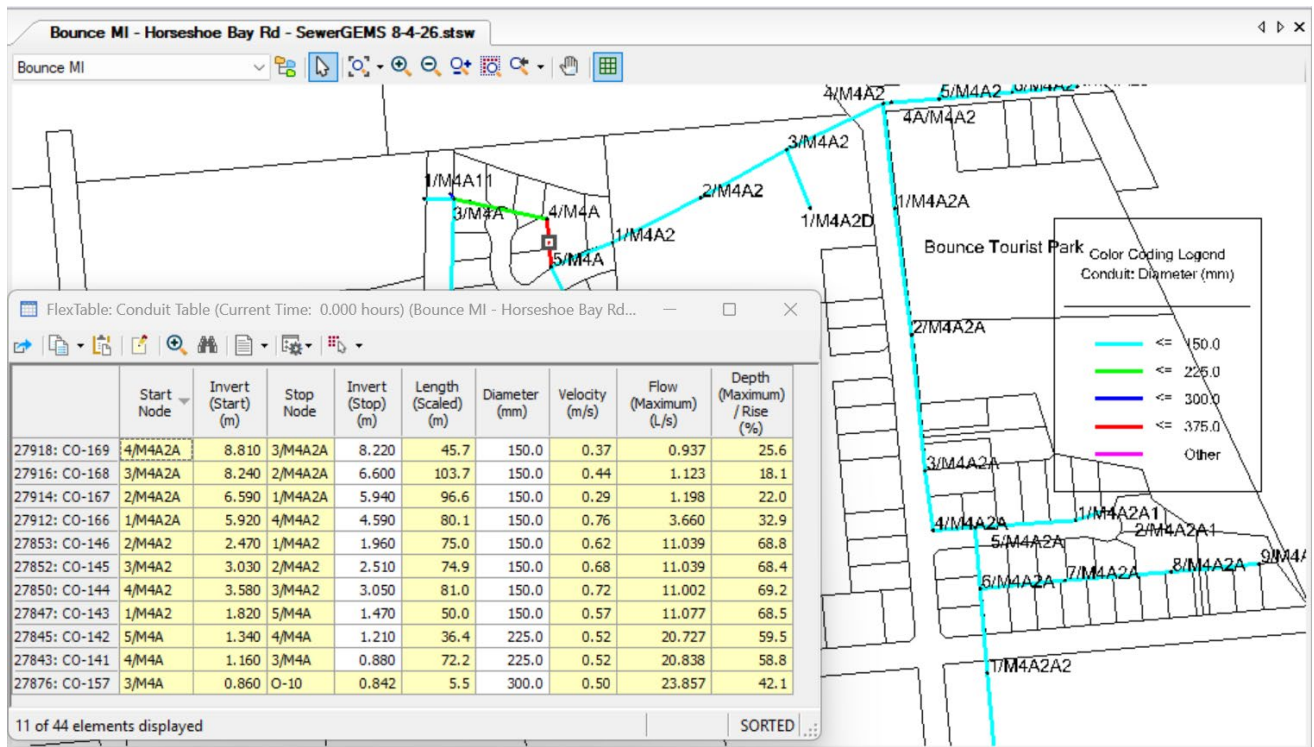 Bounce MI - Horseshoe Bay Rd - SewerGEMS 8-4-26.stsw
Bounce MI
4/M4A2
5/M4A2
4A/M4A2
3/M4A2
1/M4A11
2/M4A2
3/M4A
4/M4A
1/M4A2A
1/M4A2D
1/M4A2
5/M4A
Bounce Tourist Park
Color Coding Legend
Conduit: Diameter (mm)
<= 150.0
<= 225.0
<= 300.0
<= 375.0
Other
2/M4A2A
3/M4A2A
4/M4A2A
1/M4A2A1
5/M4A2A
2/M4A2A1
6/M4A2A
7/M4A2A
8/M4A2A
9/M4A
1/M4A2A2
FlexTable: Conduit Table (Current Time: 0.000 hours) (Bounce MI - Horseshoe Bay Rd...
Start Node Invert (Start) (m) Stop Node Invert (Stop) (m) Length (Scaled) (m) Diameter (mm) Velocity (m/s) Flow (Maximum) (L/s) Depth (Maximum) / Rise (%)
27918: CO-169 4/M4A2A 8.810 3/M4A2A 8.220 45.7 150.0 0.37 0.937 25.6
27916: CO-168 3/M4A2A 8.240 2/M4A2A 6.600 103.7 150.0 0.44 1.123 18.1
27914: CO-167 2/M4A2A 6.590 1/M4A2A 5.940 96.6 150.0 0.29 1.198 22.0
27912: CO-166 1/M4A2A 5.920 4/M4A2 4.590 80.1 150.0 0.76 3.660 32.9
27853: CO-146 2/M4A2 2.470 1/M4A2 1.960 75.0 150.0 0.62 11.039 68.8
27852: CO-145 3/M4A2 3.030 2/M4A2 2.510 74.9 150.0 0.68 11.039 68.4
27850: CO-144 4/M4A2 3.580 3/M4A2 3.050 81.0 150.0 0.72 11.002 69.2
27847: CO-143 1/M4A2 1.820 5/M4A 1.470 50.0 150.0 0.57 11.077 68.5
27845: CO-142 5/M4A 1.340 4/M4A 1.210 36.4 225.0 0.52 20.727 59.5
27843: CO-141 4/M4A 1.160 3/M4A 0.880 72.2 225.0 0.52 20.838 58.8
27876: CO-157 3/M4A 0.860 O-10 0.842 5.5 300.0 0.50 23.857 42.1
11 of 44 elements displayed
SORTED